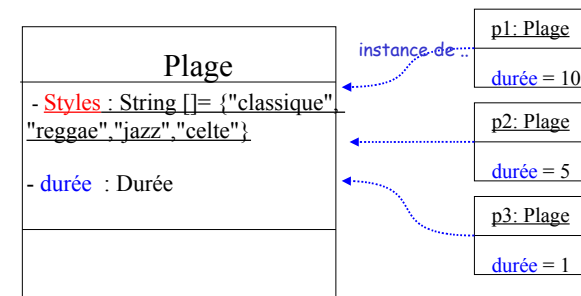 Plage
- Styles : String []= {"classique",
"reggae","jazz","celte"}
- durée : Durée
instance de ..
p1: Plage
durée = 10
p2: Plage
durée = 5
p3: Plage
durée = 1